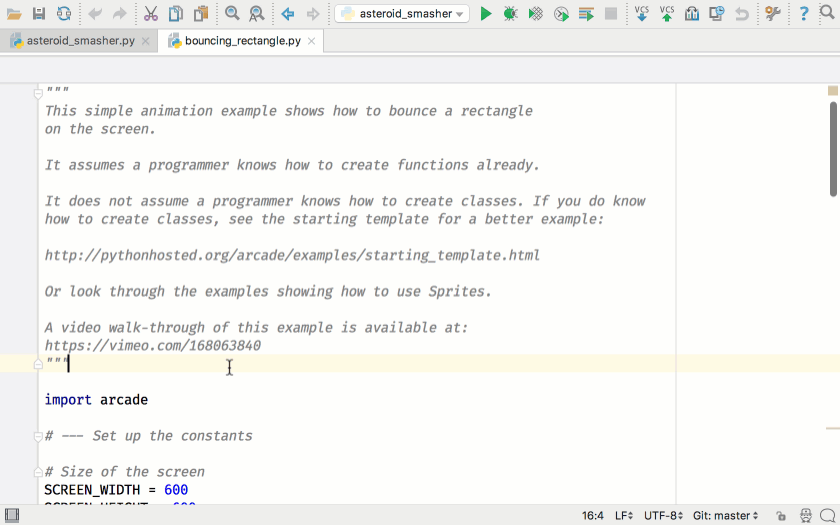 asteroid_smasher
VCS VCS
asteroid_smasher.py bouncing_rectangle.py
"""
This simple animation example shows how to bounce a rectangle
on the screen.
It assumes a programmer knows how to create functions already.
It does not assume a programmer knows how to create classes. If you do know
how to create classes, see the starting template for a better example:
http://pythonhosted.org/arcade/examples/starting_template.html
Or look through the examples showing how to use Sprites.
A video walk-through of this example is available at:
https://vimeo.com/168063840
"""
import arcade
# --- Set up the constants
# Size of the screen
SCREEN_WIDTH = 600
SCREEN_HEIGHT = 600
16:4 LF UTF-8 Git: master